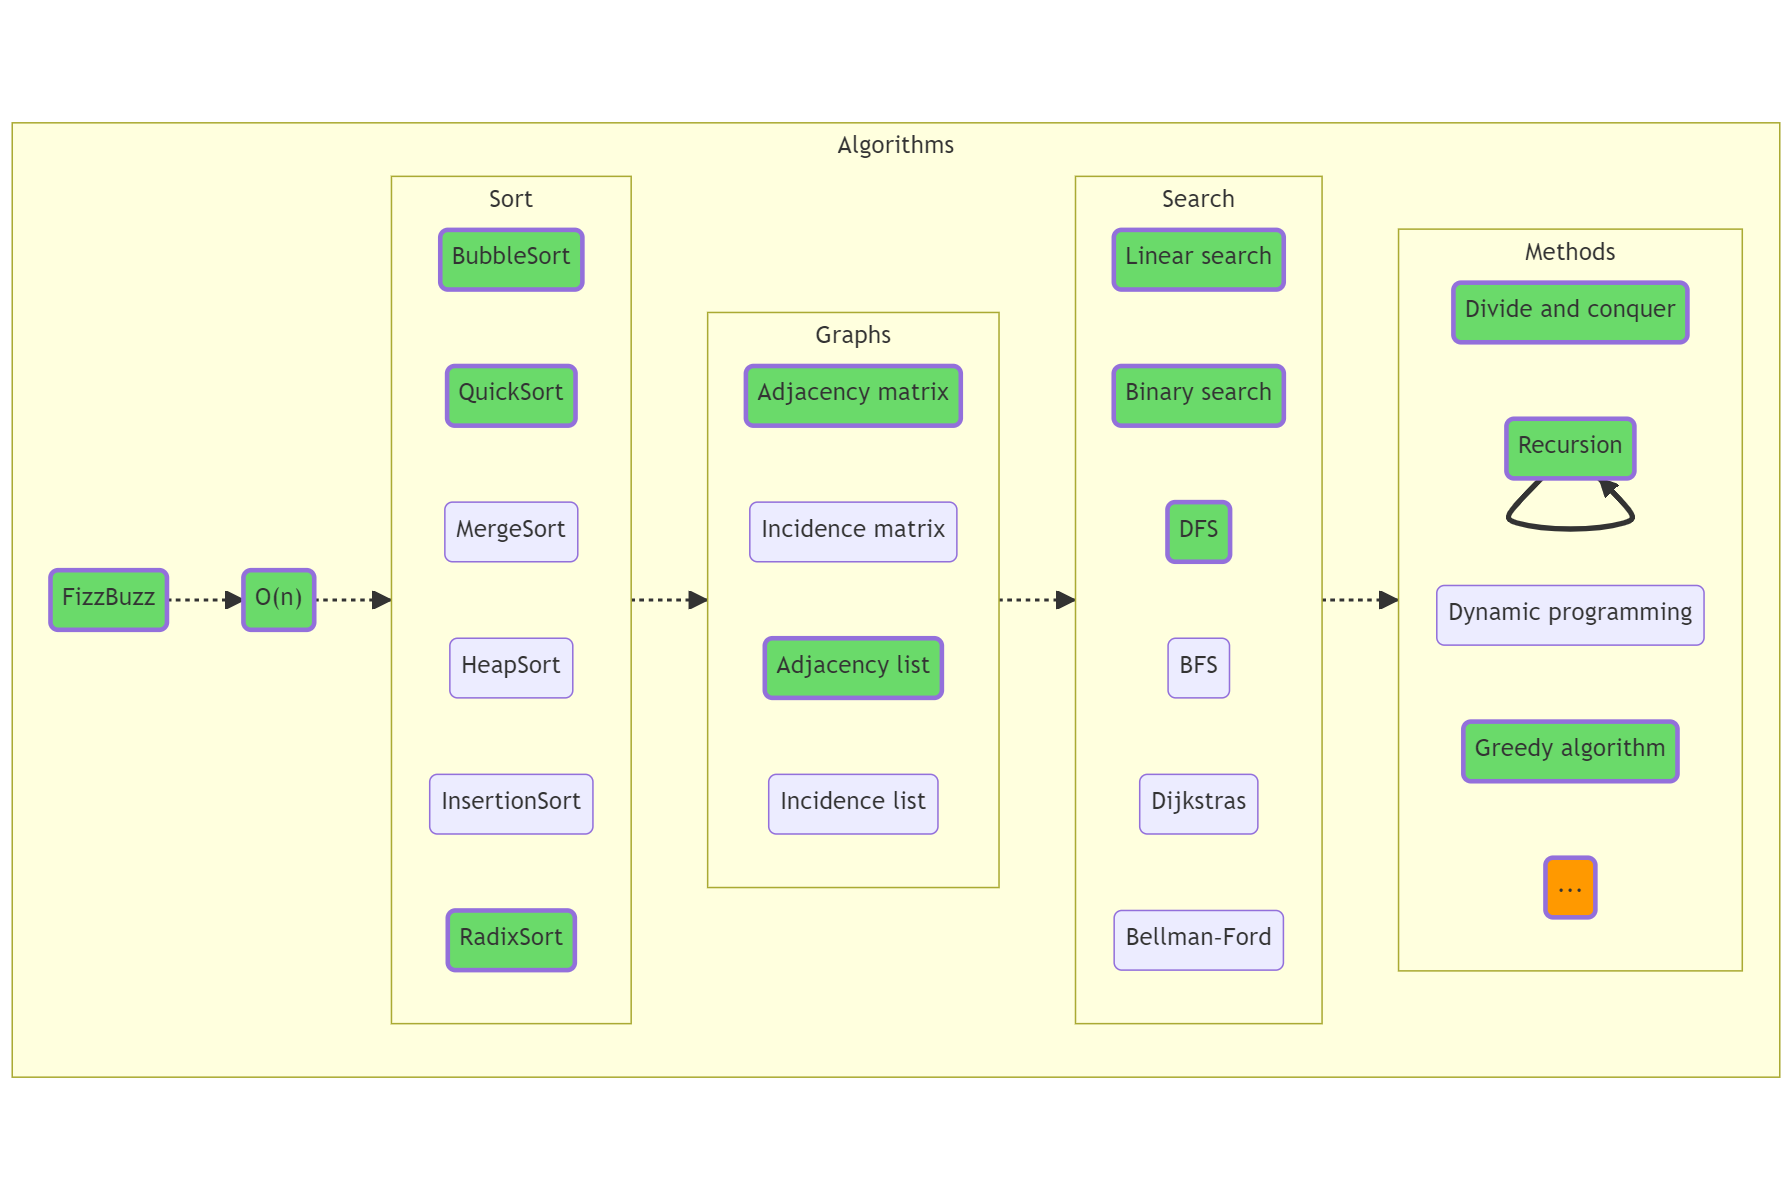 Algorithms
FizzBuzz
O(n)
Sort
BubbleSort
QuickSort
MergeSort
HeapSort
InsertionSort
RadixSort
Graphs
Adjacency matrix
Incidence matrix
Adjacency list
Incidence list
Search
Linear search
Binary search
DFS
BFS
Dijkstras
Bellman-Ford
Methods
Divide and conquer
Recursion
Dynamic programming
Greedy algorithm
...